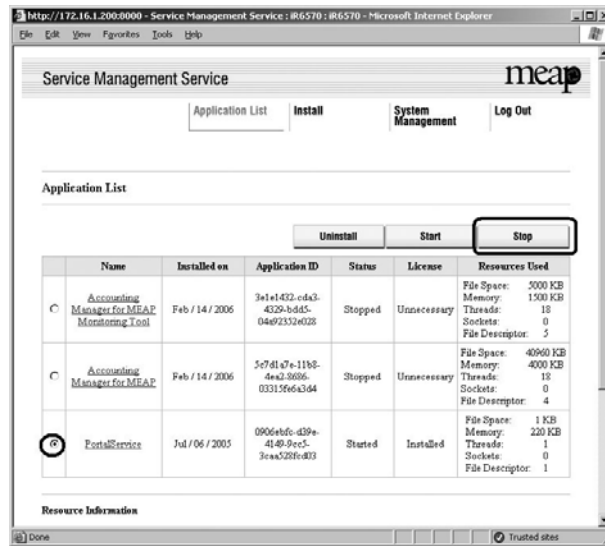 http://172.16.1.200:0000 - Service Management Service : iR6570 : iR6570 - Microsoft Internet Explorer
File Edit View Favorites Tools Help
Service Management Service
meap
Application List Install System Management Log Out
Application List
Uninstall Start Stop
Name Installed on Application ID Status License Resources Used
Accounting Manager for MEAP Monitoring Tool Feb / 14 / 2006 3e1e1432-cda3-4329-bdd5-04a92352e028 Stopped Unnecessary
File Space: 5000 KB
Memory: 1500 KB
Threads: 18
Sockets: 0
File Descriptor: 5
Accounting Manager for MEAP Feb / 14 / 2006 5c7d1a7e-11b8-4ea2-8686-03315fe6a3d4 Stopped Unnecessary
File Space: 40960 KB
Memory: 4000 KB
Threads: 18
Sockets: 0
File Descriptor: 4
PortalService Jul / 06 / 2005 0906ebfc-d39e-4149-9cc5-3caa528fcd03 Started Installed
File Space: 1 KB
Memory: 220 KB
Threads: 1
Sockets: 0
File Descriptor: 1
Resource Information
Done Trusted sites